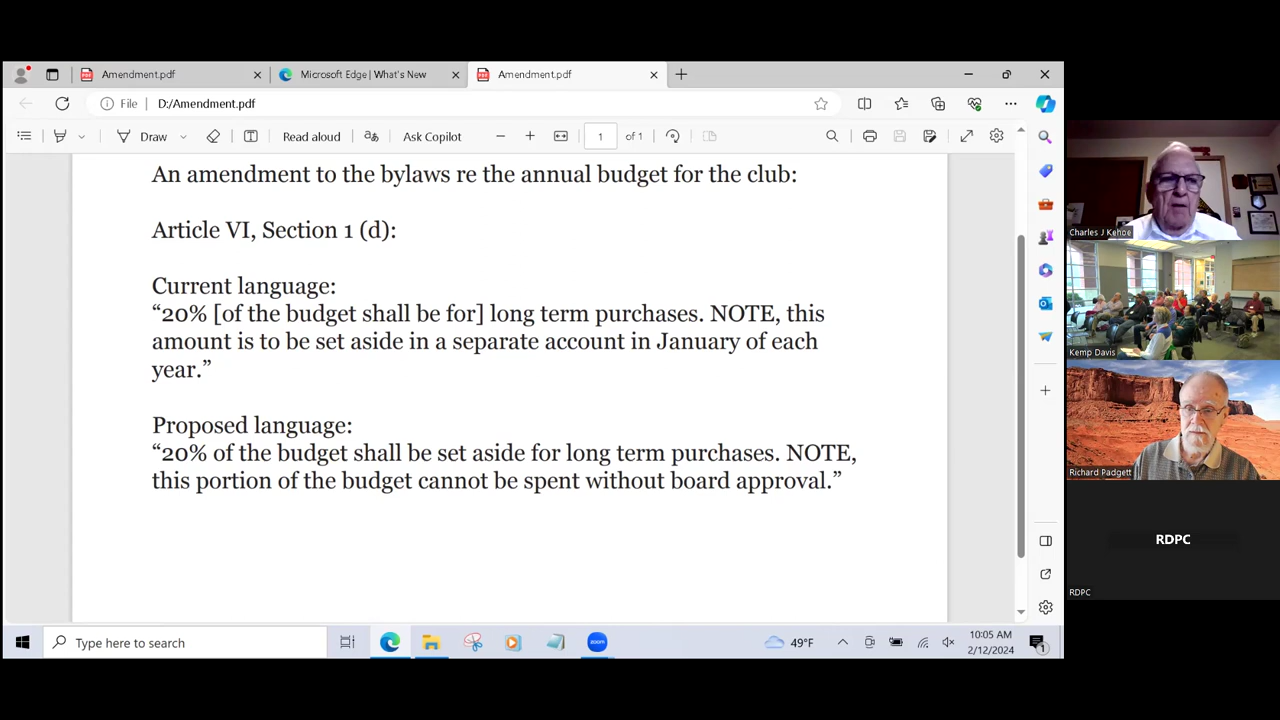 Amendment.pdf
Microsoft Edge | What's New
Amendment.pdf
File
D:/Amendment.pdf
Draw
Read aloud
Ask Copilot
1
of 1
An amendment to the bylaws re the annual budget for the club:
Article VI, Section 1 (d):
Current language:
“20% [of the budget shall be for] long term purchases. NOTE, this
amount is to be set aside in a separate account in January of each
year.”
Proposed language:
“20% of the budget shall be set aside for long term purchases. NOTE,
this portion of the budget cannot be spent without board approval.”
Type here to search
zoom
49°F
10:05 AM
2/12/2024
1
Charles J Kehoe
Kemp Davis
Richard Padgett
RDPC
RDPC